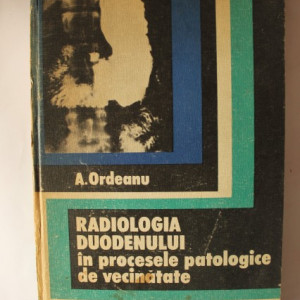 A.Ordeanu
RADIOLOGIA
DUODENULUI
în procesele patologice
de vecinătate